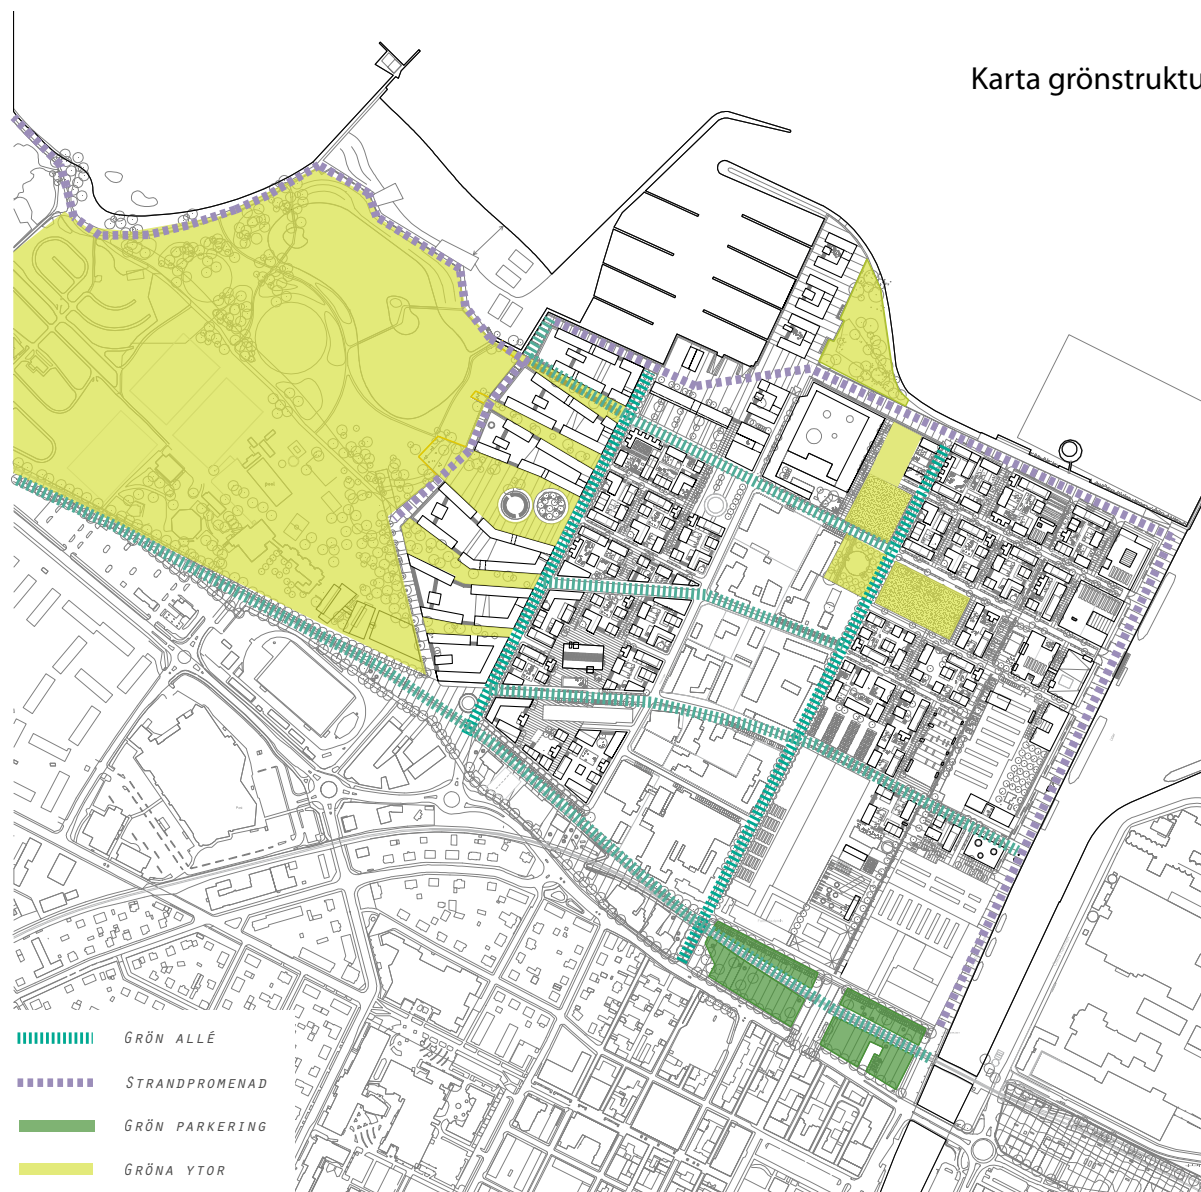 Karta grönstruktu
GRÖN ALLÉ
STRANDPROMENAD
GRÖN PARKERING
GRÖNA YTOR